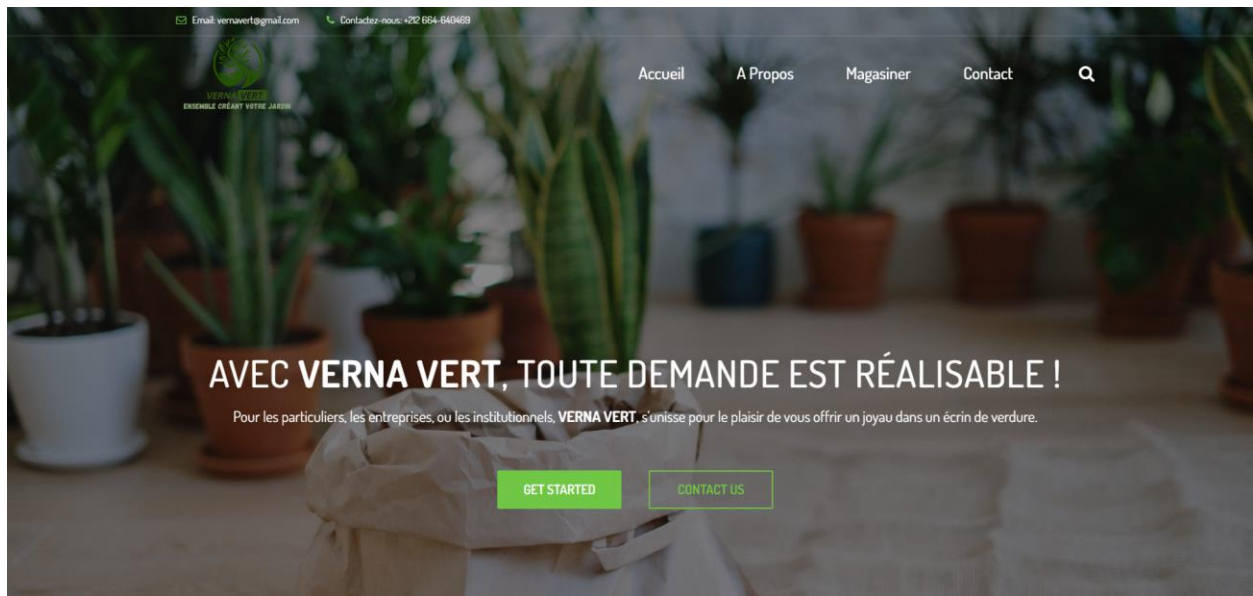 Email: vernavert@gmail.com Contactez-nous: +212 664-640469
Accueil A Propos Magasiner Contact
VERNA VERT
ENSEMBLE CRÉANT VOTRE JARDIN
AVEC VERNA VERT, TOUTE DEMANDE EST RÉALISABLE !
Pour les particuliers, les entreprises, ou les institutionnels, VERNA VERT, s'unisse pour le plaisir de vous offrir un joyau dans un écrin de verdure.
GET STARTED CONTACT US